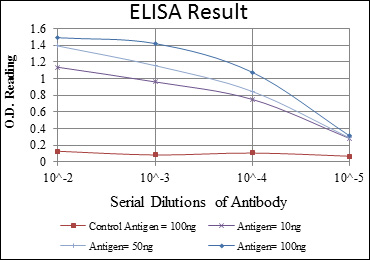 ELISA Result
O.D. Reading
1.6
1.4
1.2
1
0.8
0.6
0.4
0.2
0
10^-2 10^-3 10^-4 10^-5
Serial Dilutions of Antibody
Control Antigen = 100ng Antigen= 10ng
Antigen= 50ng Antigen= 100ng